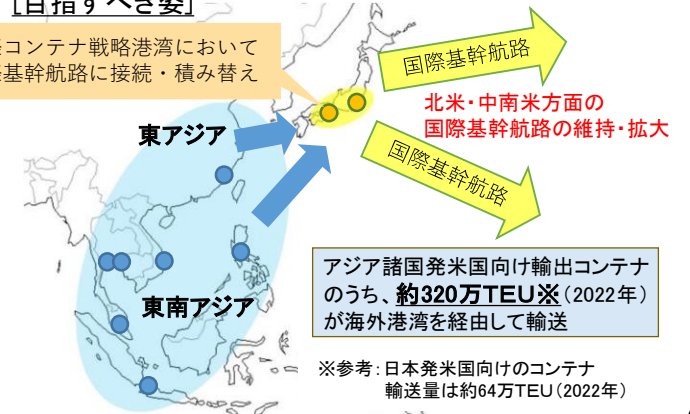 [目指すべき姿]
コンテナ戦略港湾において
基幹航路に接続・積み替え
国際基幹航路
北米・中南米方面の
国際基幹航路の維持・拡大
東アジア
国際基幹航路
東南アジア
アジア諸国発米国向け輸出コンテナ
のうち、約320万TEU※(2022年)
が海外港湾を経由して輸送
※参考:日本発米国向けのコンテナ
輸送量は約64万TEU(2022年)